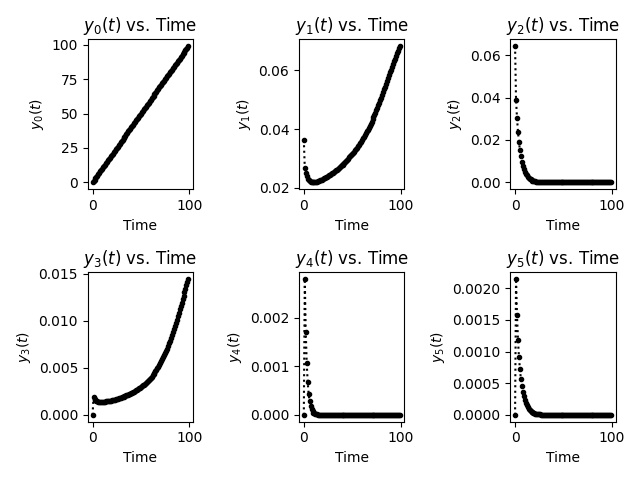 y₀(t) vs. Time
100
75
50
25
0
y₀(t)
0 100
Time
y₁(t) vs. Time
0.06
0.04
0.02
y₁(t)
0 100
Time
y₂(t) vs. Time
0.06
0.04
0.02
0.00
y₂(t)
0 100
Time
y₃(t) vs. Time
0.015
0.010
0.005
0.000
y₃(t)
0 100
Time
y₄(t) vs. Time
0.002
0.001
0.000
y₄(t)
0 100
Time
y₅(t) vs. Time
0.0020
0.0015
0.0010
0.0005
0.0000
y₅(t)
0 100
Time